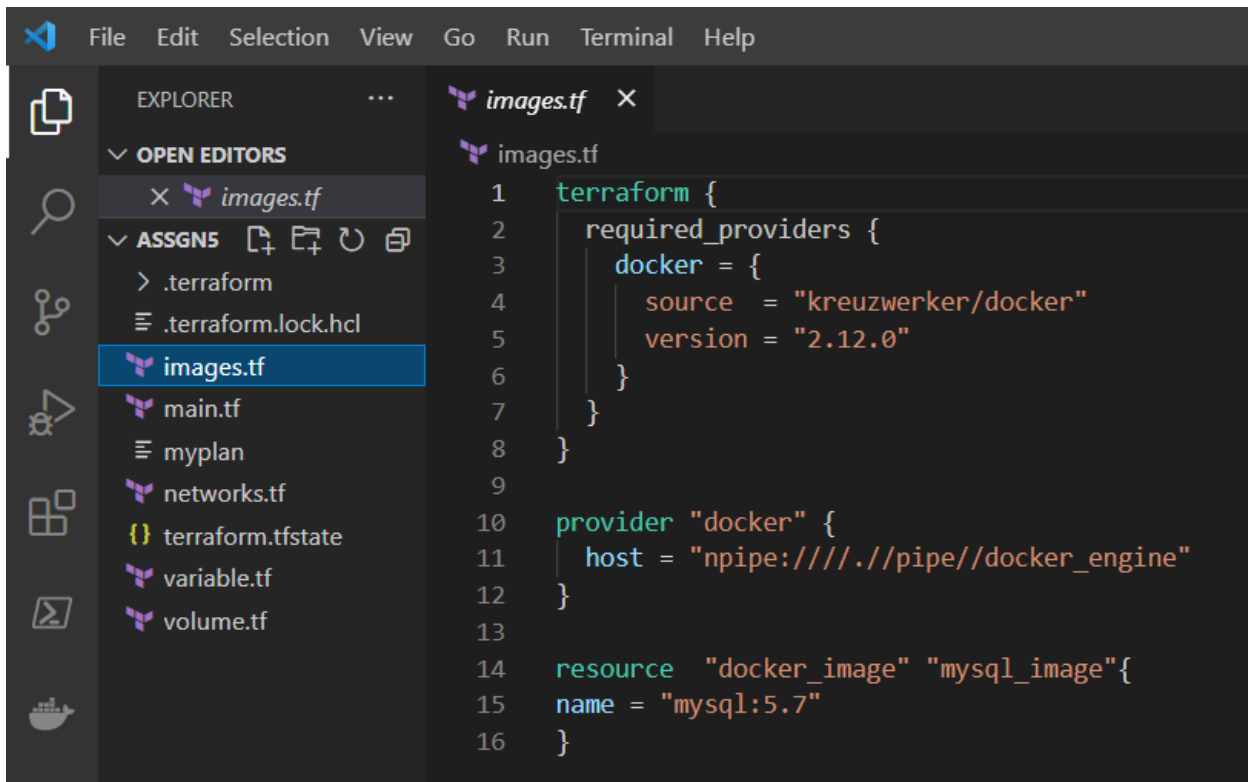 File Edit Selection View Go Run Terminal Help
EXPLORER
OPEN EDITORS
images.tf
ASSGN5
.terraform
.terraform.lock.hcl
images.tf
main.tf
myplan
networks.tf
terraform.tfstate
variable.tf
volume.tf
images.tf
images.tf
1 terraform {
2   required_providers {
3     docker = {
4       source  = "kreuzwerker/docker"
5       version = "2.12.0"
6     }
7   }
8 }
9
10 provider "docker" {
11   host = "npipe:////.//pipe//docker_engine"
12 }
13
14 resource  "docker_image" "mysql_image"{
15 name = "mysql:5.7"
16 }